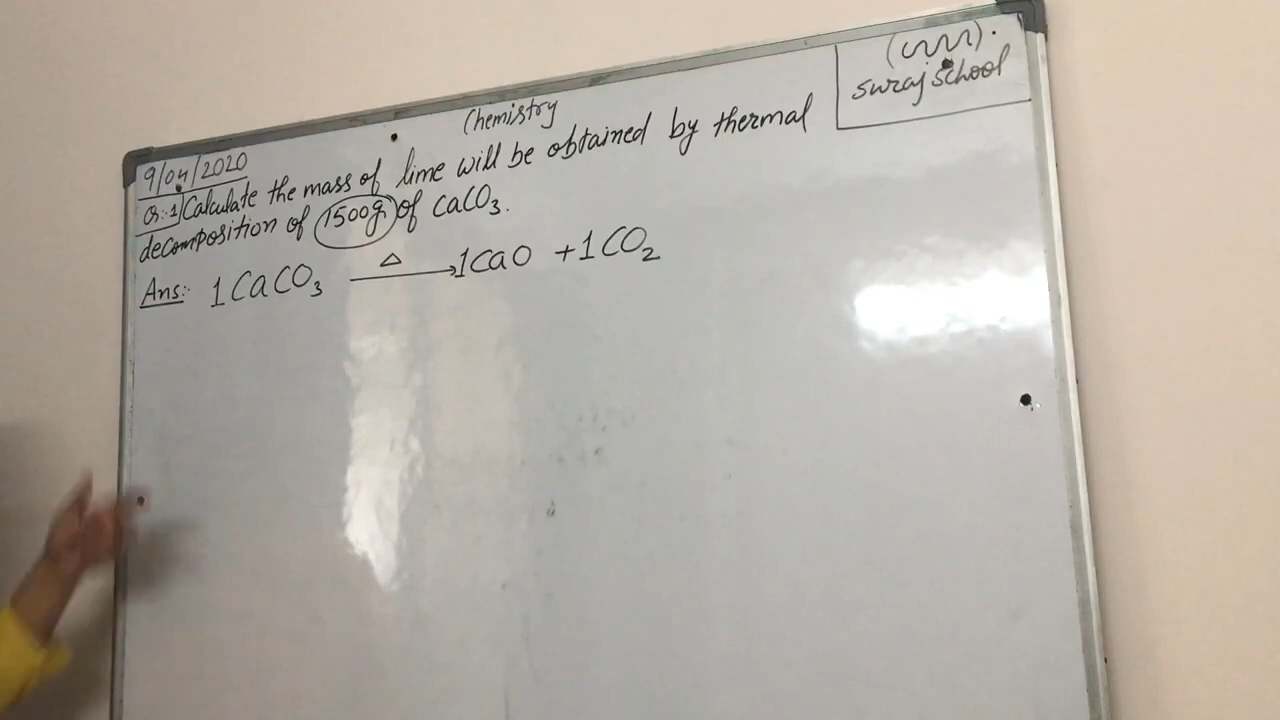 suraj school
Chemistry
9/04/2020
Q:1 Calculate the mass of lime will be obtained by thermal
decomposition of 1500g of CaCO₃.
Ans:- 1CaCO₃ △→ 1CaO + 1CO₂